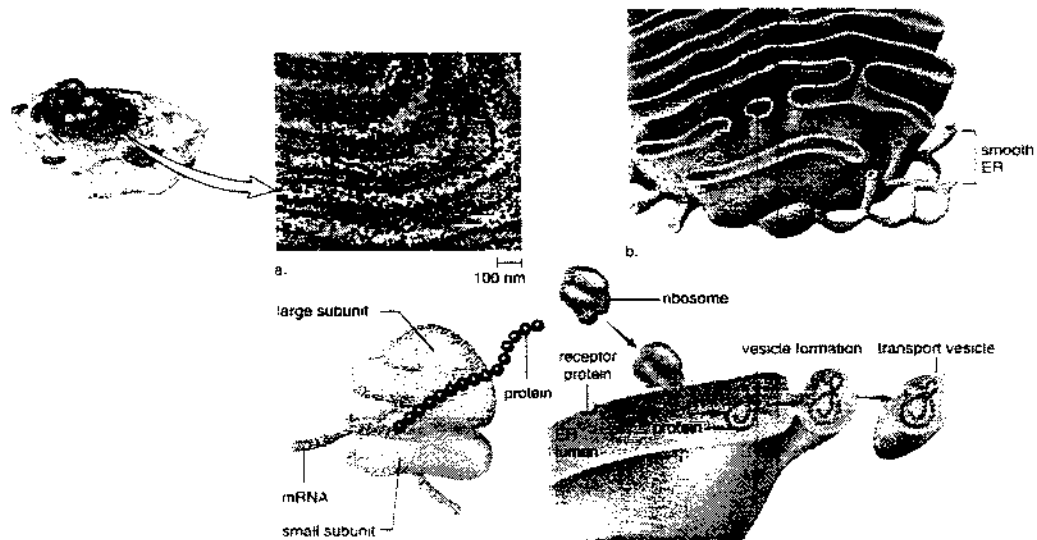 smooth
ER
b.
a.
100 nm
ribosome
large subunit
protein
receptor
protein
vesicle formation
transport vesicle
ER
lumen
protein
mRNA
small subunit